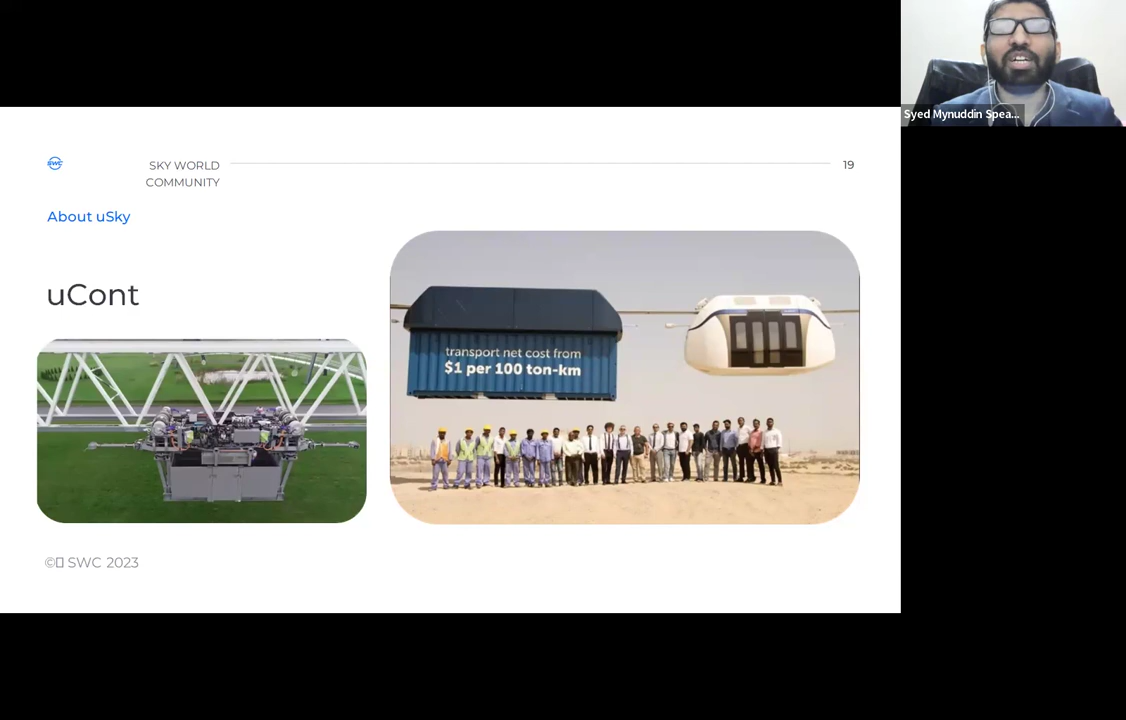 Syed Mynuddin Spea...
SWC
SKY WORLD
COMMUNITY
19
About uSky
uCont
transport net cost from
$1 per 100 ton-km
© SWC 2023